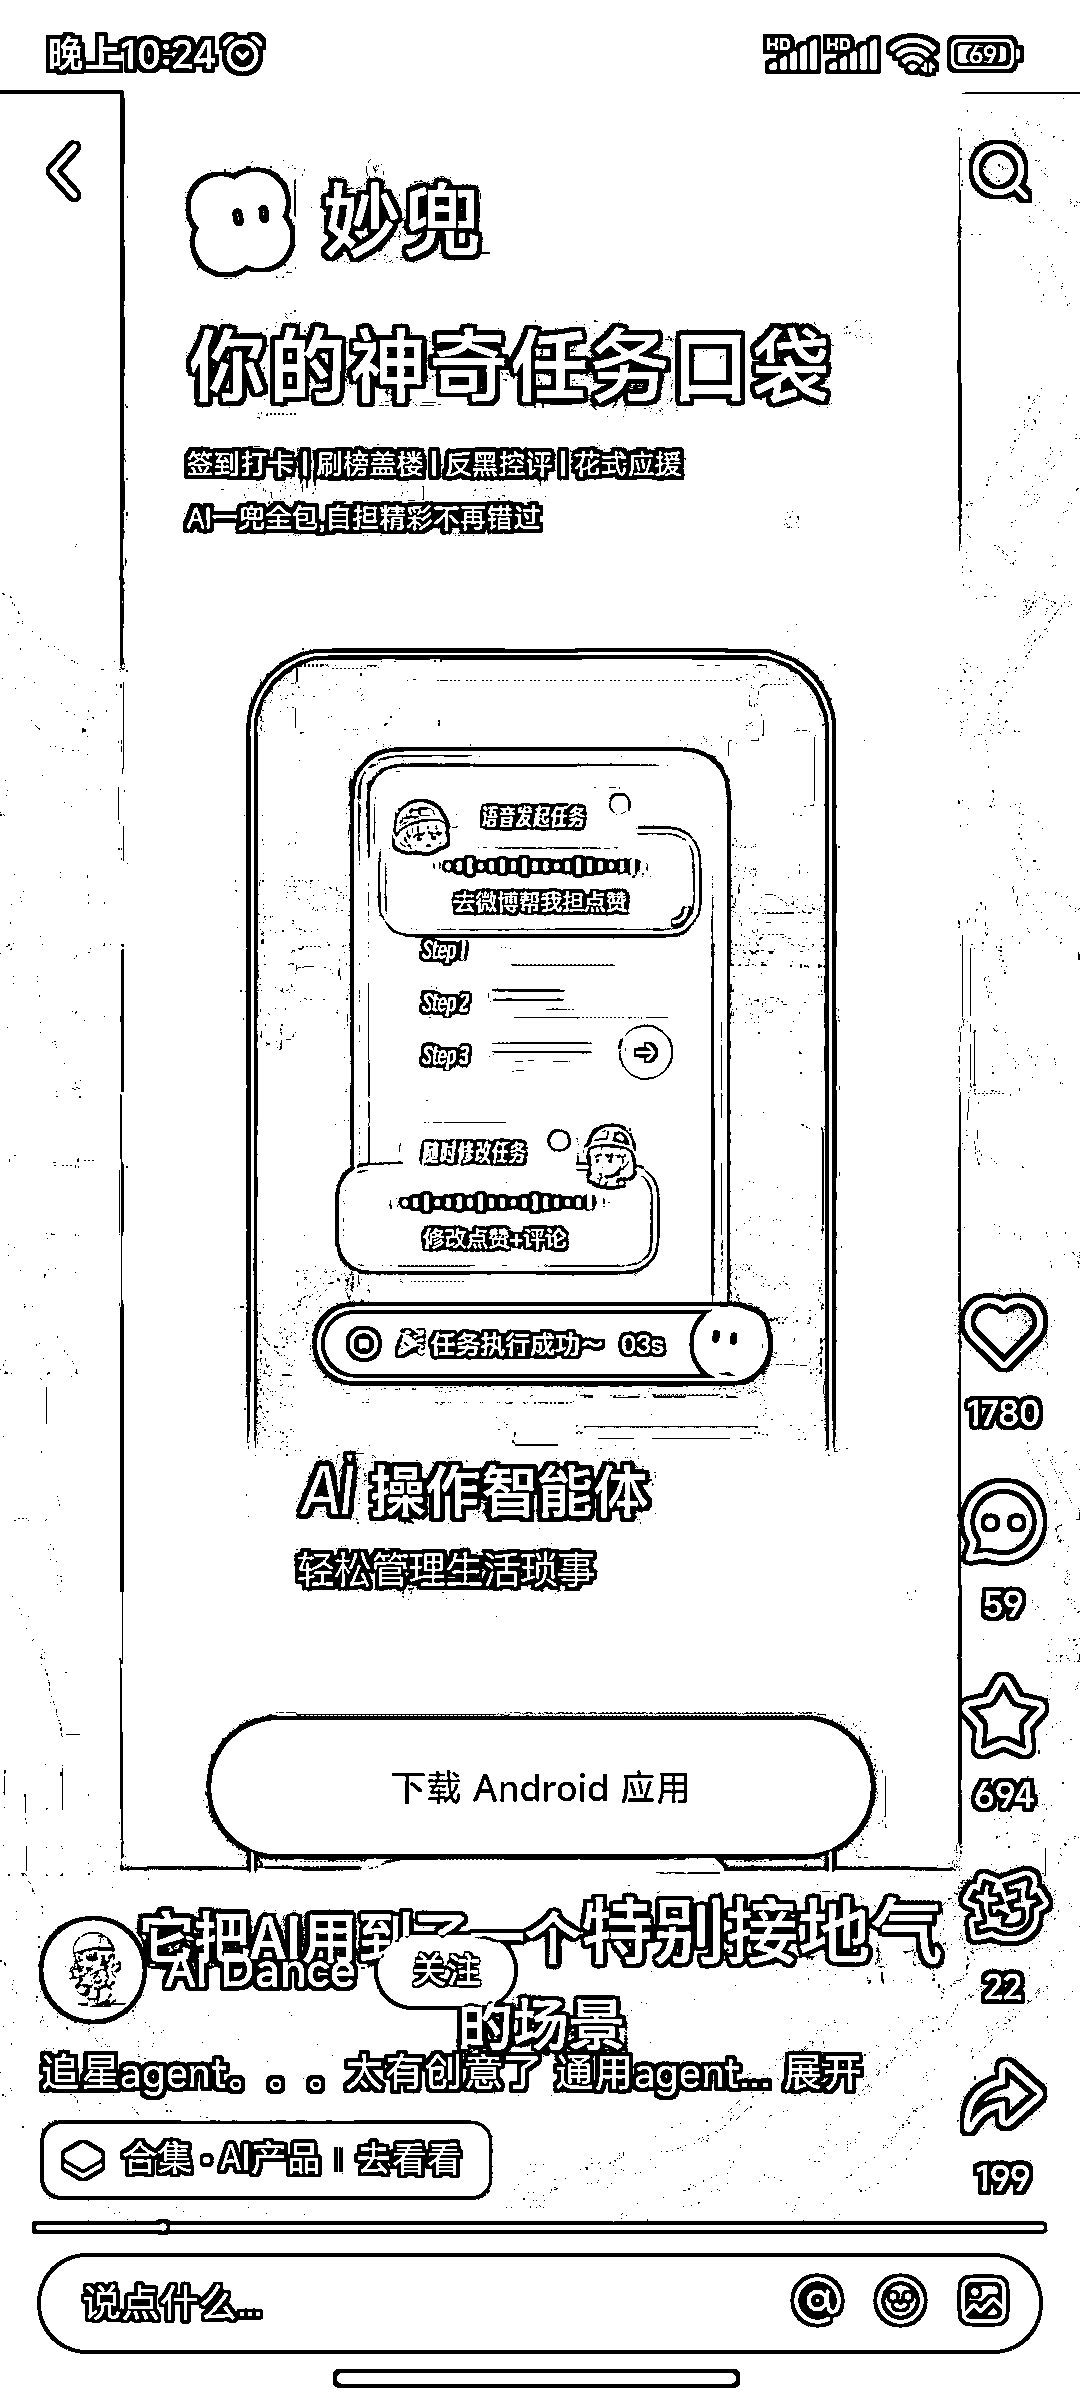 晚上10:24
HD HD 69
妙兜
你的神奇任务口袋
签到打卡 | 刷榜盖楼 | 反黑控评 | 花式应援
AI一兜全包,自担精彩不再错过
语音发起任务
去微博帮我担点赞
Step 1
Step 2
Step 3
随时修改任务
修改点赞+评论
任务执行成功～ 03s
1780
Ai 操作智能体
59
轻松管理生活琐事
694
下载 Android 应用
它把AI用到了一个特别接地气
的场景
AI Dance
关注
22
追星agent。。。太有创意了 通用agent... 展开
合集·AI产品 || 去看看
199
说点什么...